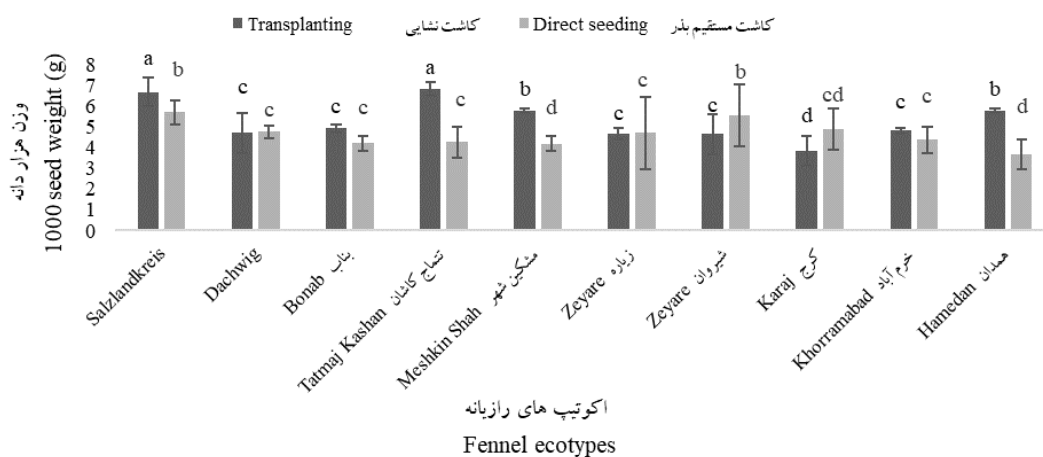 Transplanting کاشت نشایی Direct seeding کاشت مستقیم بذر
وزن هزار دانه
1000 seed weight (g)
8
7
6
5
4
3
2
1
0
a b
c c
c c
a c
b d
c c
c b
d cd
c c
b d
Salzlandkreis
Dachwig
Bonab بناب
Tatmaj Kashan تتماج کاشان
Meshkin Shah مشکین شهر
Zeyare زیاره
Zeyare شیروان
Karaj کرج
Khorramabad خرم آباد
Hamedan همدان
اکوتیپ های رازیانه
Fennel ecotypes